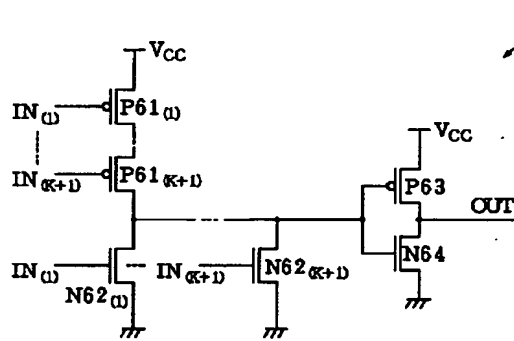 VCC
IN(1)
P61(1)
VCC
IN(K+1)
P61(K+1)
P63
OUT
IN(1)
IN(K+1)
N62(K+1)
N64
N62(1)